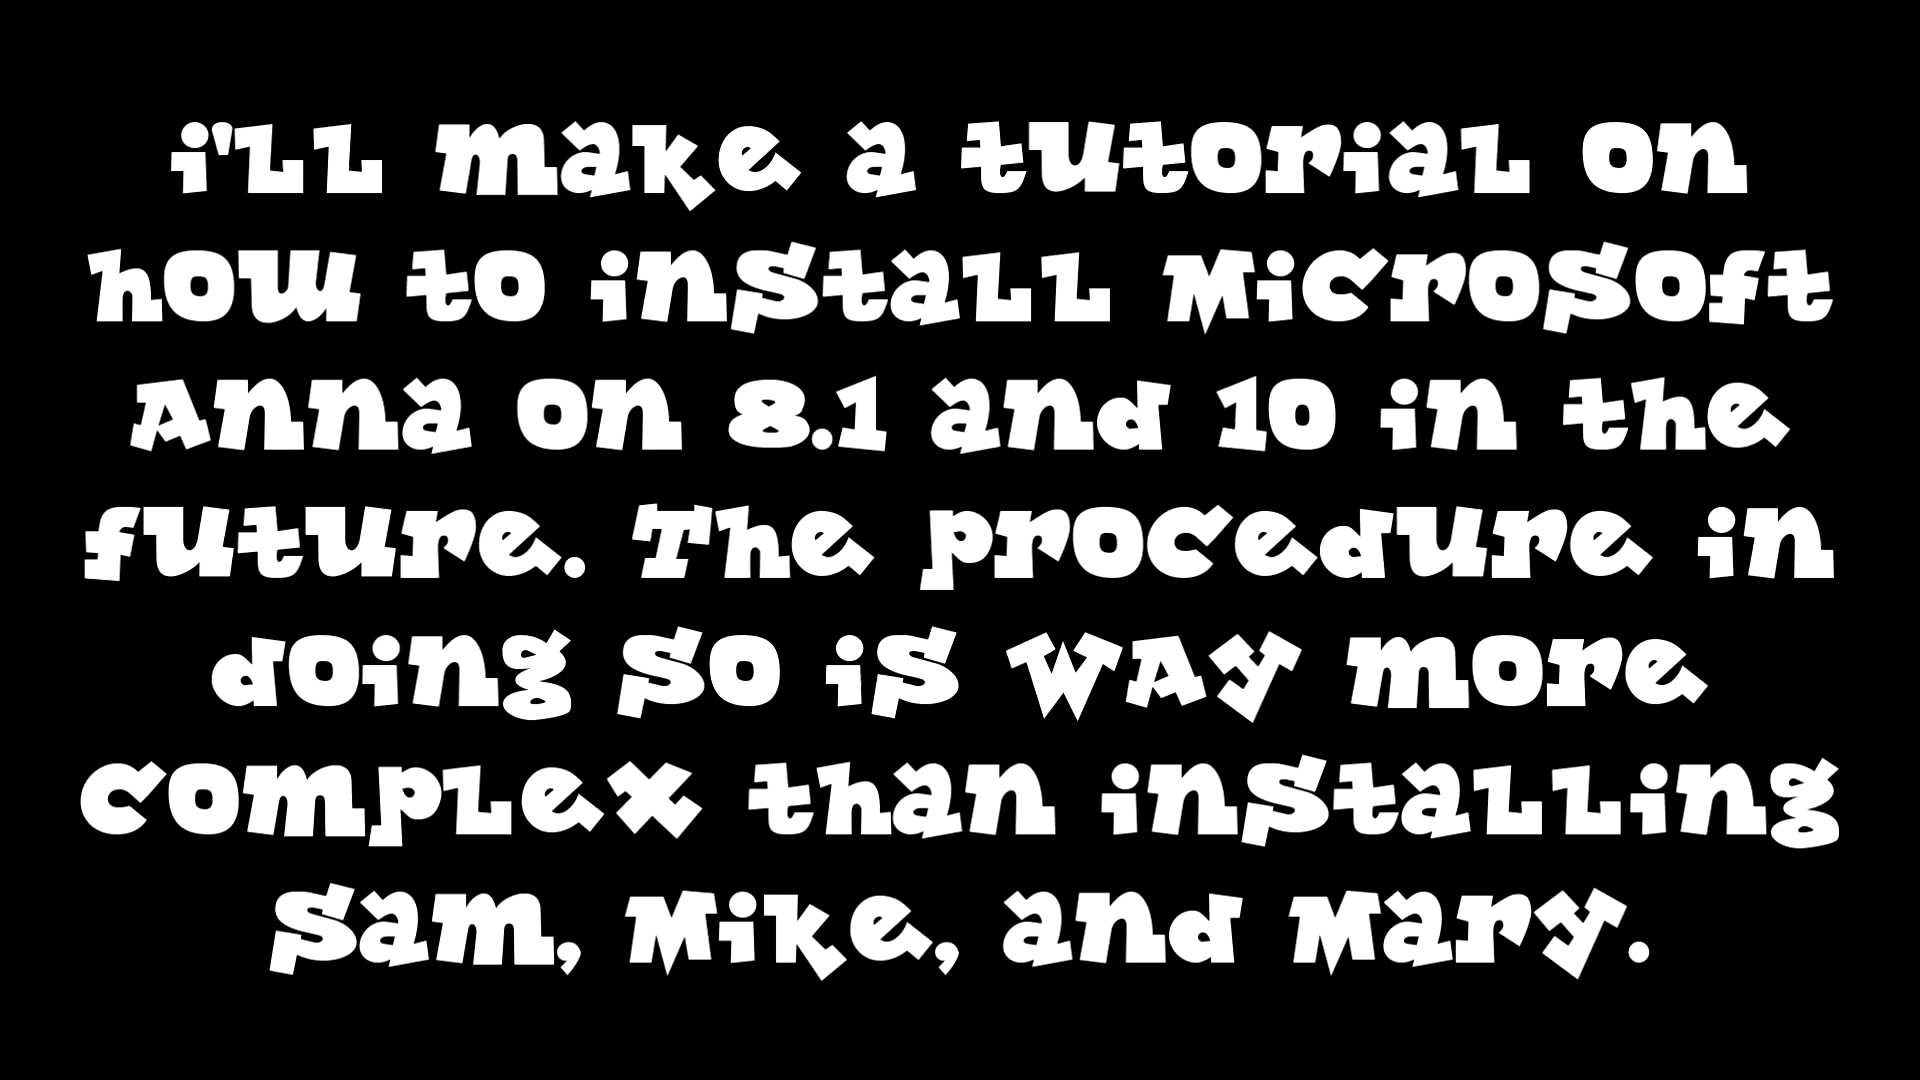 I'll make a tutorial on
how to install Microsoft
Anna on 8.1 and 10 in the
future. The procedure in
doing so is WAY more
complex than installing
Sam, Mike, and Mary.